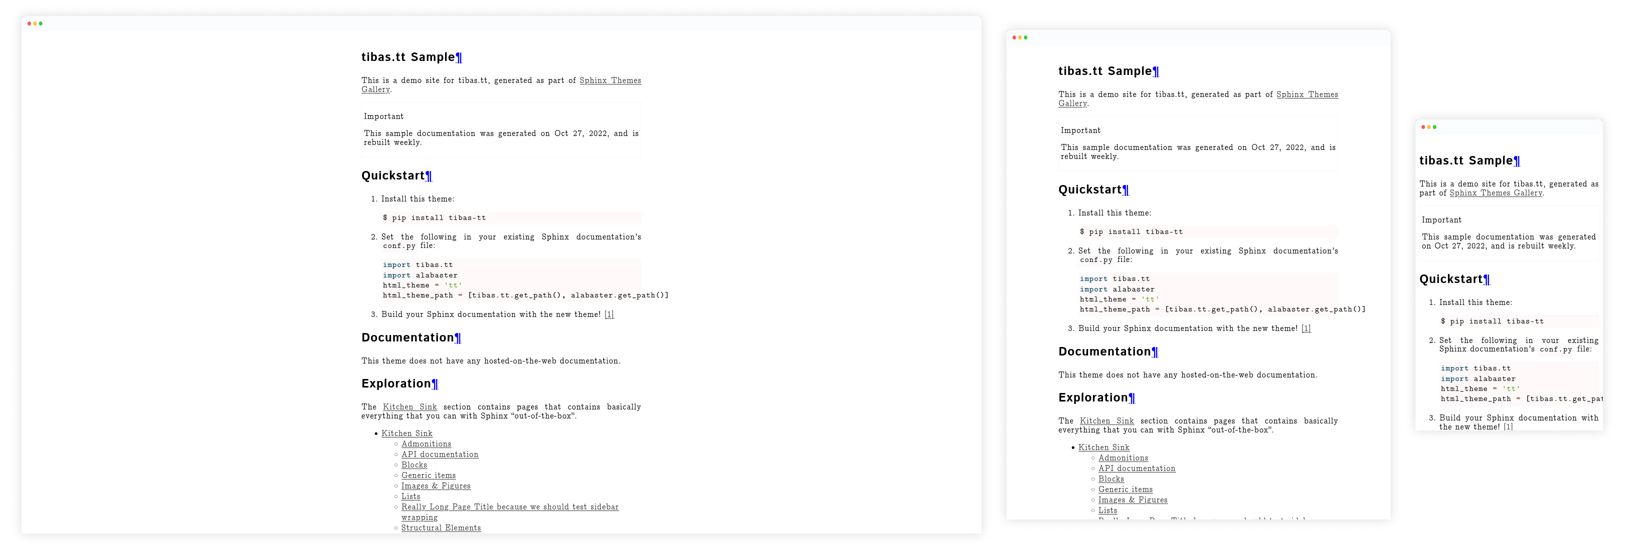 tibas.tt Sample¶
This is a demo site for tibas.tt, generated as part of Sphinx Themes
Gallery.
Important
This sample documentation was generated on Oct 27, 2022, and is
rebuilt weekly.
Quickstart¶
1. Install this theme:
$ pip install tibas-tt
2. Set the following in your existing Sphinx documentation's
conf.py file:
import tibas.tt
import alabaster
html_theme = 'tt'
html_theme_path = [tibas.tt.get_path(), alabaster.get_path()]
3. Build your Sphinx documentation with the new theme! [1]
Documentation¶
This theme does not have any hosted-on-the-web documentation.
Exploration¶
The Kitchen Sink section contains pages that contains basically
everything that you can with Sphinx “out-of-the-box”.
• Kitchen Sink
◦ Admonitions
◦ API documentation
◦ Blocks
◦ Generic items
◦ Images & Figures
◦ Lists
◦ Really Long Page Title because we should test sidebar
wrapping
◦ Structural Elements
tibas.tt Sample¶
This is a demo site for tibas.tt, generated as part of Sphinx Themes
Gallery.
Important
This sample documentation was generated on Oct 27, 2022, and is
rebuilt weekly.
Quickstart¶
1. Install this theme:
$ pip install tibas-tt
2. Set the following in your existing Sphinx documentation's
conf.py file:
import tibas.tt
import alabaster
html_theme = 'tt'
html_theme_path = [tibas.tt.get_path(), alabaster.get_path()]
3. Build your Sphinx documentation with the new theme! [1]
Documentation¶
This theme does not have any hosted-on-the-web documentation.
Exploration¶
The Kitchen Sink section contains pages that contains basically
everything that you can with Sphinx “out-of-the-box”.
• Kitchen Sink
◦ Admonitions
◦ API documentation
◦ Blocks
◦ Generic items
◦ Images & Figures
◦ Lists
tibas.tt Sample¶
This is a demo site for tibas.tt, generated as
part of Sphinx Themes Gallery.
Important
This sample documentation was generated
on Oct 27, 2022, and is rebuilt weekly.
Quickstart¶
1. Install this theme:
$ pip install tibas-tt
2. Set the following in your existing
Sphinx documentation's conf.py file:
import tibas.tt
import alabaster
html_theme = 'tt'
html_theme_path = [tibas.tt.get_pat
3. Build your Sphinx documentation with
the new theme! [1]